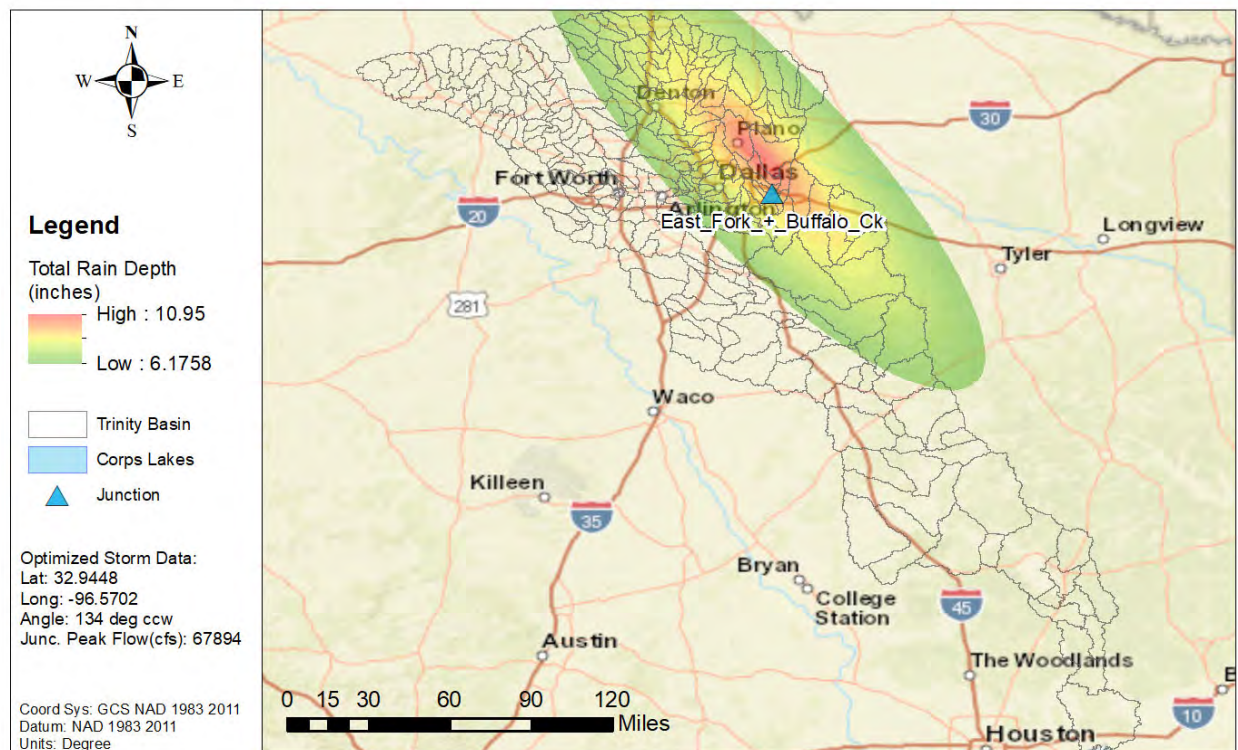 N
W
E
S
Legend
Total Rain Depth
(inches)
High : 10.95
Low : 6.1758
Trinity Basin
Corps Lakes
Junction
Optimized Storm Data:
Lat: 32.9448
Long: -96.5702
Angle: 134 deg ccw
Junc. Peak Flow(cfs): 67894
Coord Sys: GCS NAD 1983 2011
Datum: NAD 1983 2011
Units: Degree
Denton
30
Plano
Dallas
Fort Worth
Arlington
20
East_Fork_+_Buffalo_Ck
Longview
Tyler
281
Waco
Killeen
35
Bryan
College
Station
45
Austin
The Woodlands
10
Houston
0 15 30 60 90 120
Miles